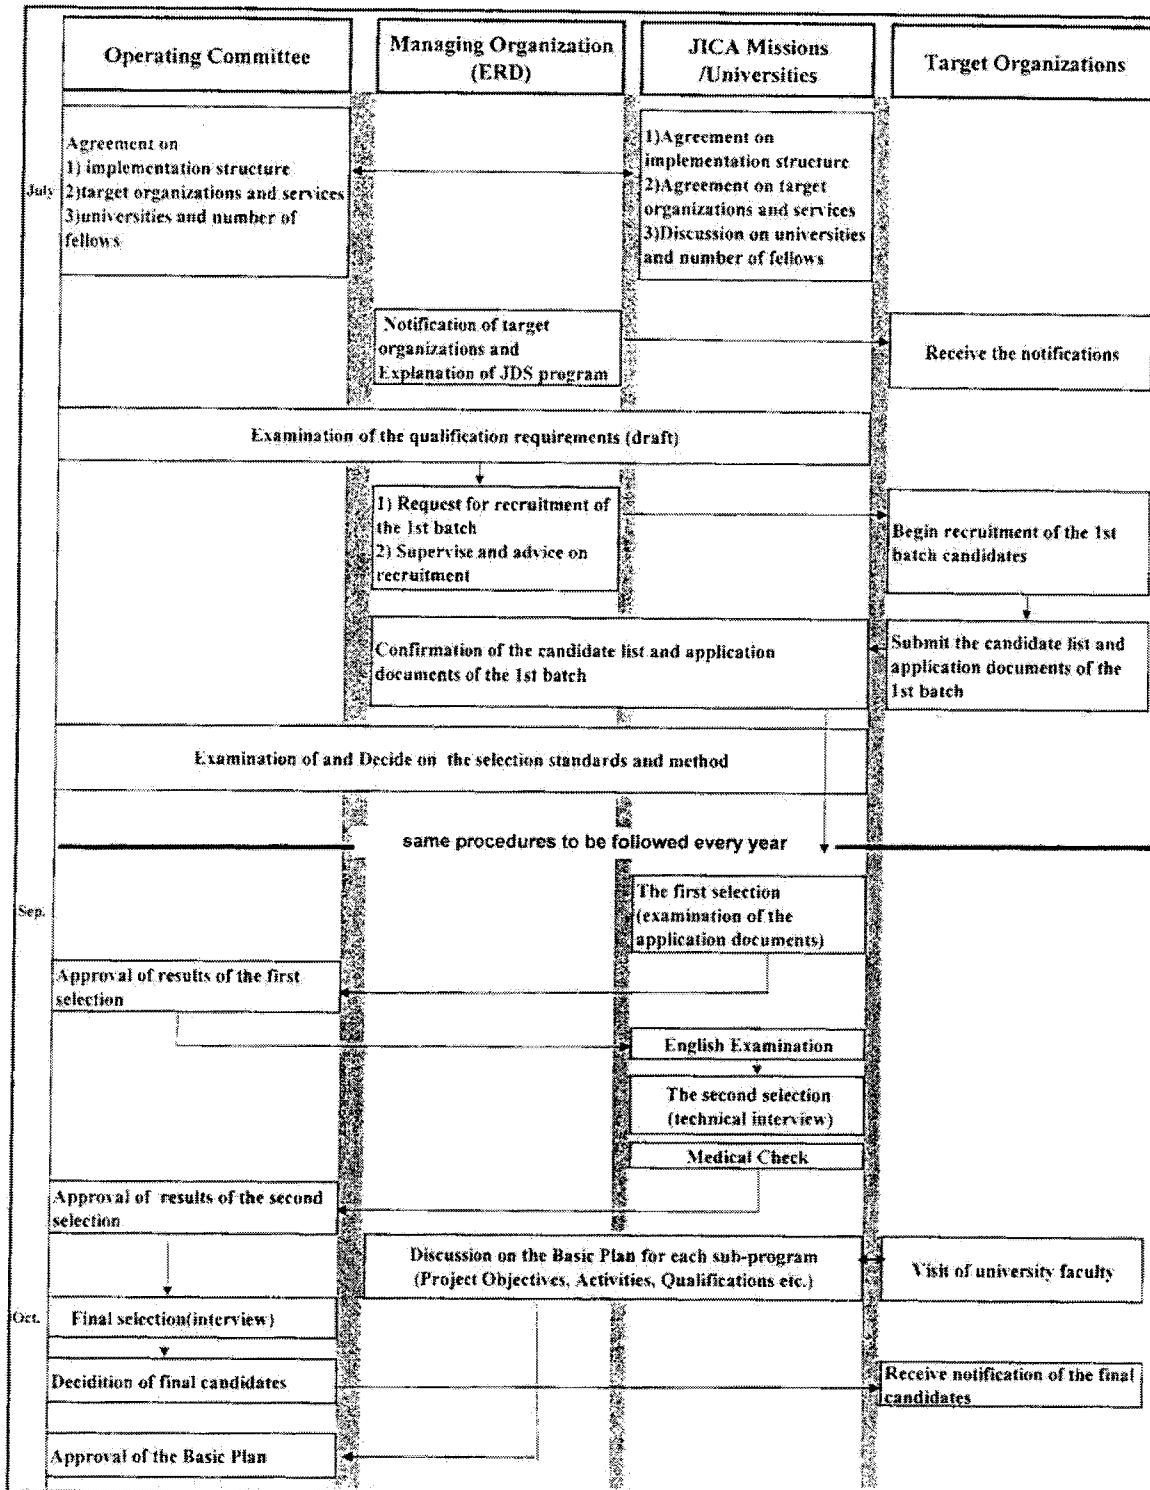 Operating Committee
Managing Organization
(ERD)
JICA Missions
/Universities
Target Organizations
July
Agreement on
1) implementation structure
2)target organizations and services
3)universities and number of
fellows
1)Agreement on
implementation structure
2)Agreement on target
organizations and services
3)Discussion on universities
and number of fellows
Notification of target
organizations and
Explanation of JDS program
Receive the notifications
Examination of the qualification requirements (draft)
1) Request for recruitment of
the 1st batch
2) Supervise and advice on
recruitment
Begin recruitment of the 1st
batch candidates
Confirmation of the candidate list and application
documents of the 1st batch
Submit the candidate list and
application documents of the
1st batch
Examination of and Decide on the selection standards and method
same procedures to be followed every year
Sep.
The first selection
(examination of the
application documents)
Approval of results of the first
selection
English Examination
The second selection
(technical interview)
Medical Check
Approval of results of the second
selection
Discussion on the Basic Plan for each sub-program
(Project Objectives, Activities, Qualifications etc.)
Visit of university faculty
Oct.
Final selection(interview)
Decidition of final candidates
Receive notification of the final
candidates
Approval of the Basic Plan